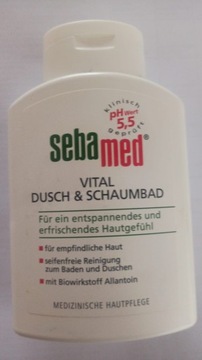 klinisch
pH Wert
5,5
geprüft
sebamed®
VITAL
DUSCH & SCHAUMBAD
Für ein entspannendes und
erfrischendes Hautgefühl
für empfindliche Haut
seifenfreie Reinigung
zum Baden und Duschen
mit Biowirkstoff Allantoin
MEDIZINISCHE HAUTPFLEGE